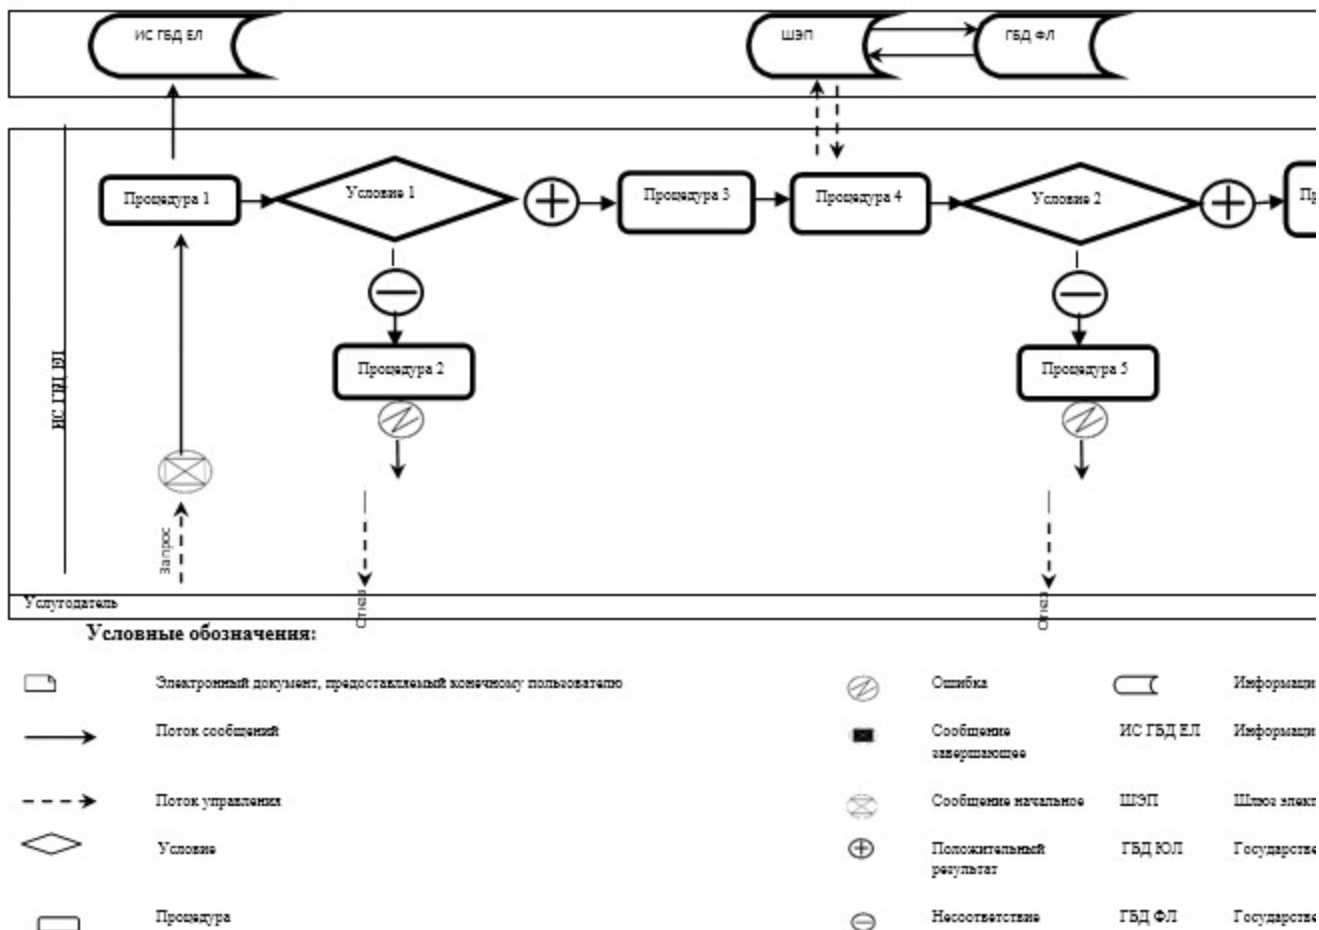 ИС ГБД ЕЛ
ШЭП
ГБД ФЛ
Процедура 1
Условие 1
Процедура 3
Процедура 4
Условие 2
Пр
Процедура 2
Процедура 5
ИС ГБД ЕЛ
Запрос
Отказ
Отказ
Услугодатель
Условные обозначения:
Электронный документ, предоставляемый конечному пользователю
Ошибка
Информаци
Поток сообщений
Сообщение
завершающее
ИС ГБД ЕЛ
Информаци
Поток управления
Сообщение начальное
ШЭП
Шлюз элект
Условие
Положительный
результат
ГБД ЮЛ
Государстве
Процедура
Несоответствие
ГБД ФЛ
Государстве